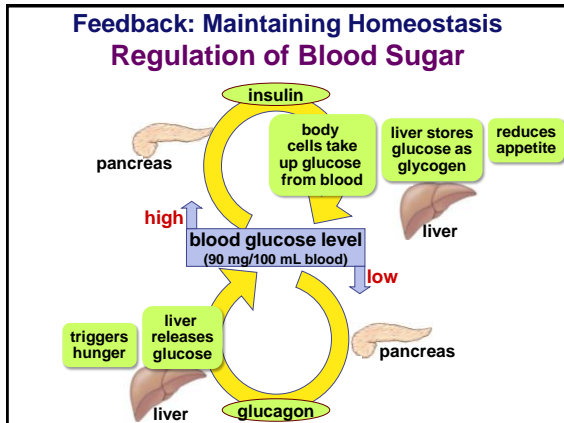 Feedback: Maintaining Homeostasis
Regulation of Blood Sugar
insulin
body
cells take
up glucose
from blood
liver stores
glucose as
glycogen
reduces
appetite
pancreas
liver
high
blood glucose level
(90 mg/100 mL blood)
low
triggers
hunger
liver
releases
glucose
pancreas
liver
glucagon